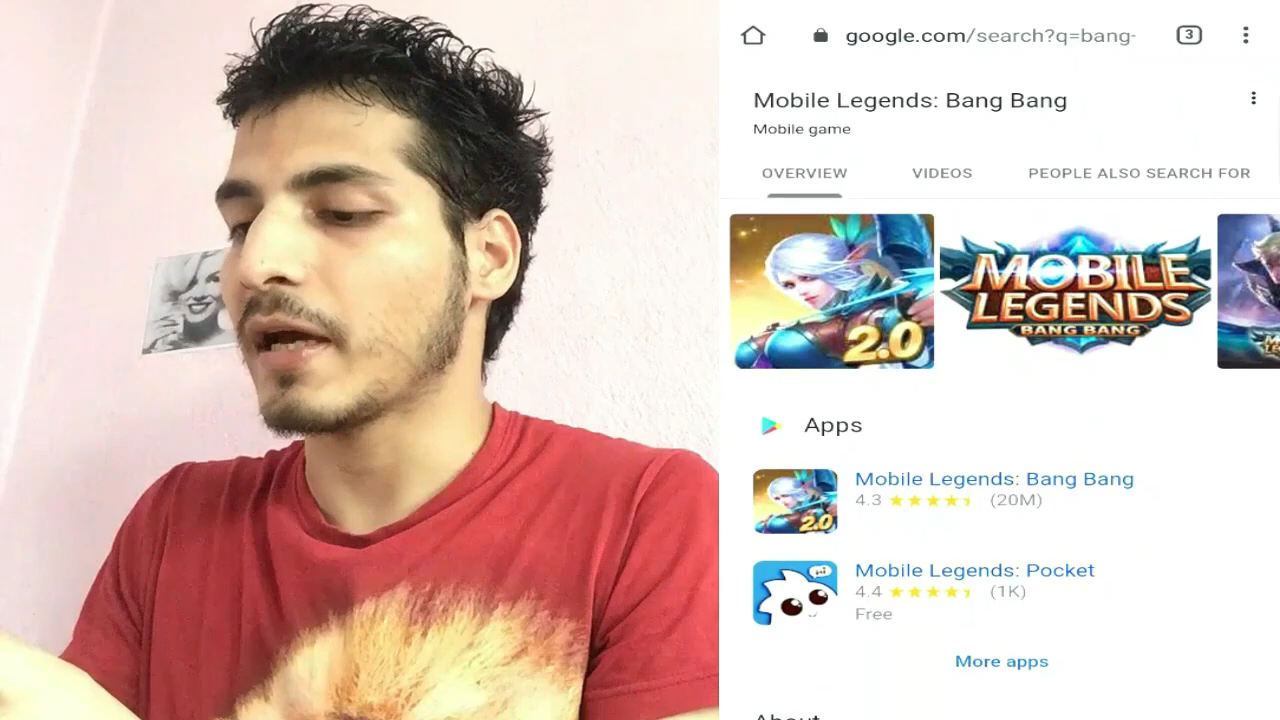 google.com/search?q=bang-
3
Mobile Legends: Bang Bang
Mobile game
OVERVIEW
VIDEOS
PEOPLE ALSO SEARCH FOR
2.0
MOBILE
LEGENDS
BANG BANG
Apps
Mobile Legends: Bang Bang
4.3
(20M)
2.0
Mobile Legends: Pocket
4.4
(1K)
Free
More apps
About